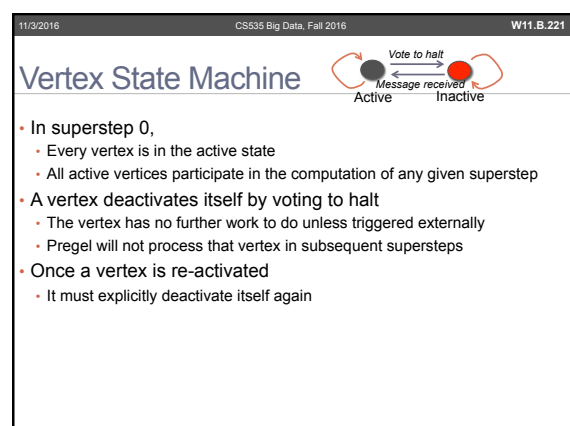 11/3/2016 CS535 Big Data, Fall 2016 W11.B.221
Vertex State Machine
Vote to halt
Message received
Active Inactive
• In superstep 0,
• Every vertex is in the active state
• All active vertices participate in the computation of any given superstep
• A vertex deactivates itself by voting to halt
• The vertex has no further work to do unless triggered externally
• Pregel will not process that vertex in subsequent supersteps
• Once a vertex is re-activated
• It must explicitly deactivate itself again